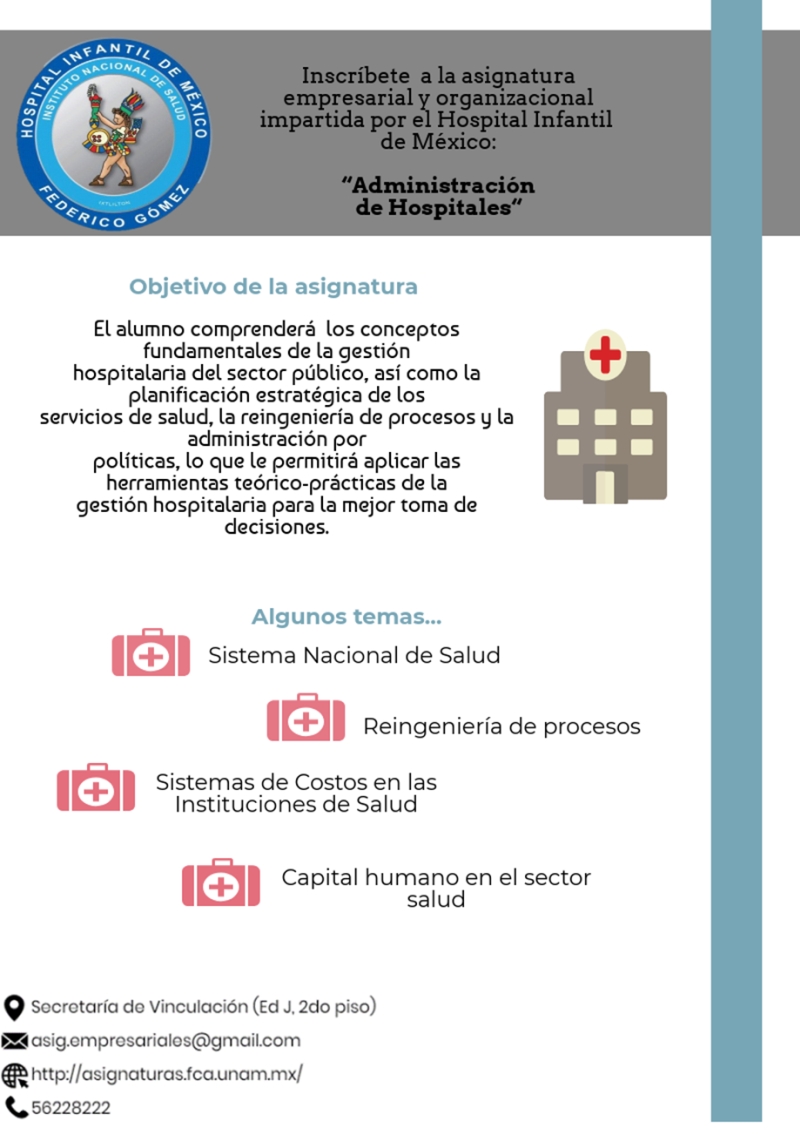 HOSPITAL INFANTIL DE MÉXICO
INSTITUTO NACIONAL DE SALUD
FEDERICO GÓMEZ
Inscríbete a la asignatura
empresarial y organizacional
impartida por el Hospital Infantil
de México:
“Administración
de Hospitales“
Objetivo de la asignatura
El alumno comprenderá los conceptos
fundamentales de la gestión
hospitalaria del sector público, así como la
planificación estratégica de los
servicios de salud, la reingeniería de procesos y la
administración por
políticas, lo que le permitirá aplicar las
herramientas teórico-prácticas de la
gestión hospitalaria para la mejor toma de
decisiones.
Algunos temas...
Sistema Nacional de Salud
Reingeniería de procesos
Sistemas de Costos en las
Instituciones de Salud
Capital humano en el sector
salud
Secretaría de Vinculación (Ed J, 2do piso)
asig.empresariales@gmail.com
http://asignaturas.fca.unam.mx/
56228222